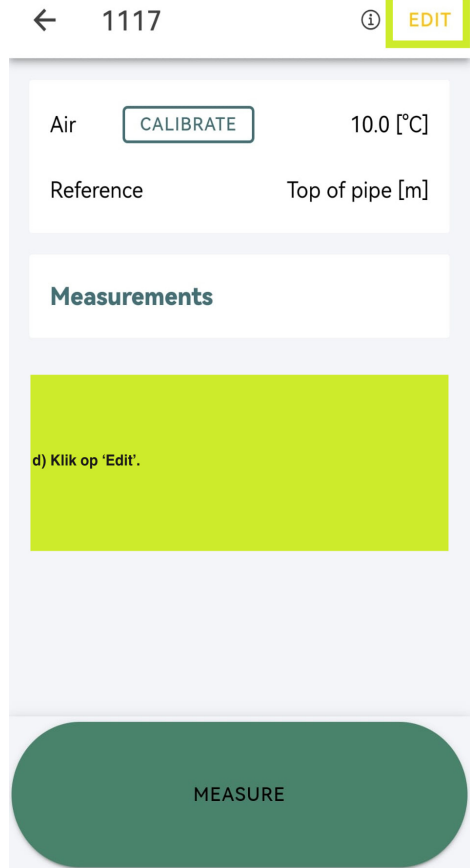 1117 EDIT
Air CALIBRATE 10.0 [°C]
Reference Top of pipe [m]
Measurements
d) Klik op ‘Edit’.
MEASURE